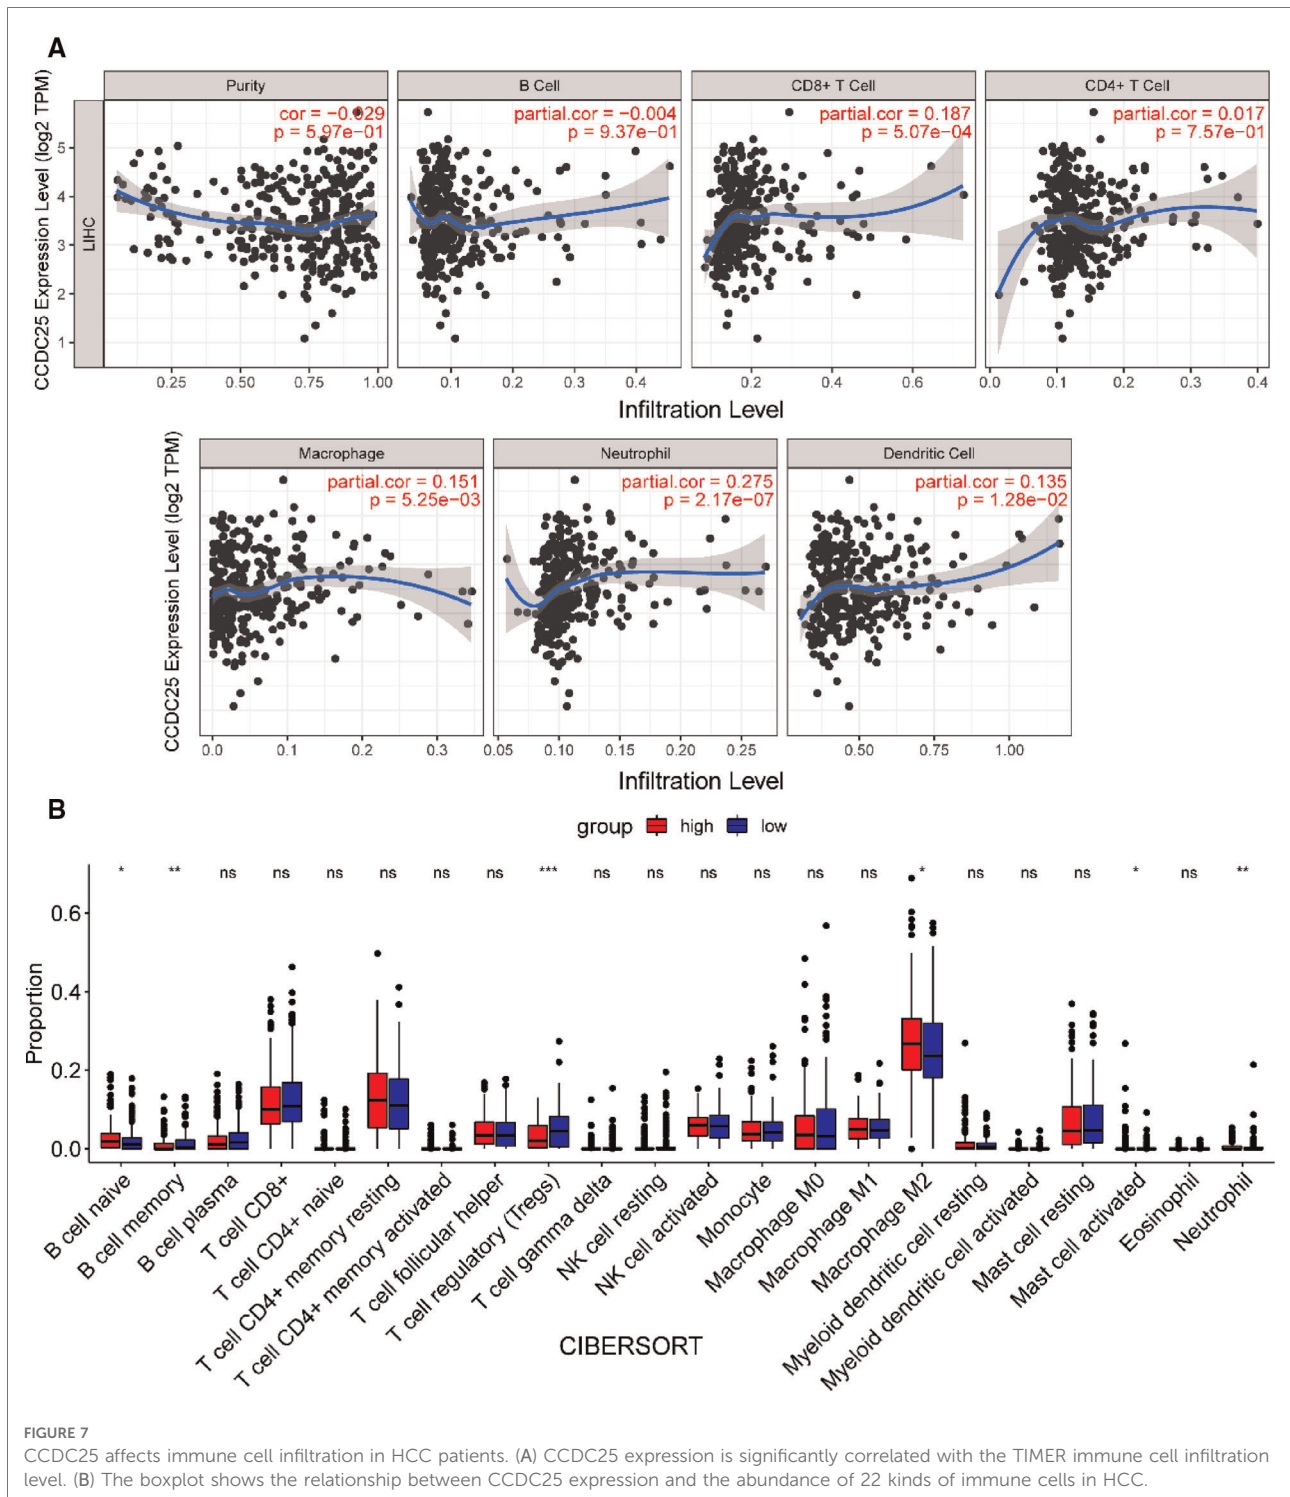 A
Purity
B Cell
CD8+ T Cell
CD4+ T Cell
CCDC25 Expression Level (log2 TPM)
LIHC
cor = −0.029
p = 5.97e−01
partial.cor = −0.004
p = 9.37e−01
partial.cor = 0.187
p = 5.07e−04
partial.cor = 0.017
p = 7.57e−01
5
4
3
2
1
0.25 0.50 0.75 1.00
0.1 0.2 0.3 0.4
0.2 0.4 0.6
0.0 0.1 0.2 0.3 0.4
Infiltration Level
Macrophage
Neutrophil
Dendritic Cell
CCDC25 Expression Level (log2 TPM)
partial.cor = 0.151
p = 5.25e−03
partial.cor = 0.275
p = 2.17e−07
partial.cor = 0.135
p = 1.28e−02
0.0 0.1 0.2 0.3
0.05 0.10 0.15 0.20 0.25
0.50 0.75 1.00
Infiltration Level
B
group high low
* ** ns ns ns ns ns ns *** ns ns ns ns ns ns * ns ns ns * ns **
Proportion
0.6
0.4
0.2
0.0
B cell naive
B cell memory
B cell plasma
T cell CD8+
T cell CD4+ naive
T cell CD4+ memory resting
T cell CD4+ memory activated
T cell follicular helper
T cell regulatory (Tregs)
T cell gamma delta
NK cell resting
NK cell activated
Monocyte
Macrophage M0
Macrophage M1
Macrophage M2
Myeloid dendritic cell resting
Myeloid dendritic cell activated
Mast cell resting
Mast cell activated
Eosinophil
Neutrophil
CIBERSORT
FIGURE 7
CCDC25 affects immune cell infiltration in HCC patients. (A) CCDC25 expression is significantly correlated with the TIMER immune cell infiltration
level. (B) The boxplot shows the relationship between CCDC25 expression and the abundance of 22 kinds of immune cells in HCC.